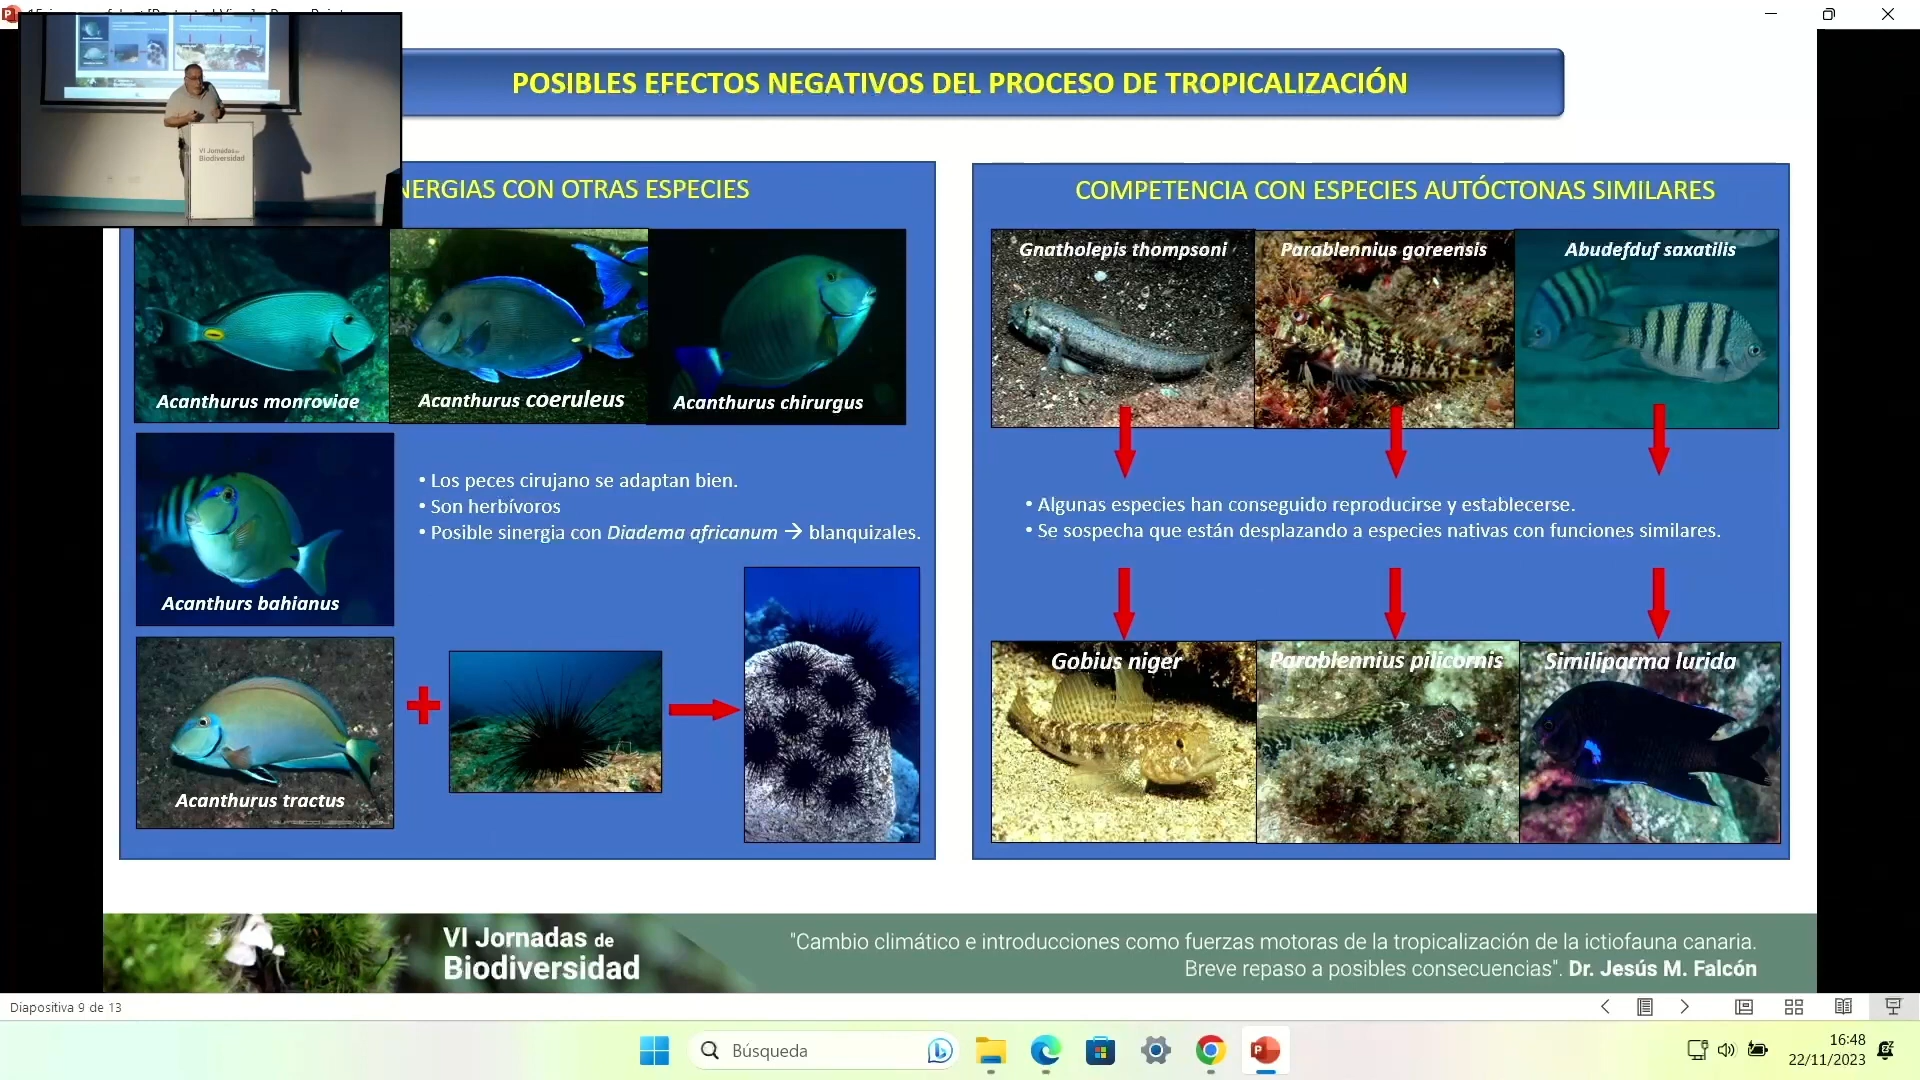 POSIBLES EFECTOS NEGATIVOS DEL PROCESO DE TROPICALIZACIÓN
VI Jornadas de
Biodiversidad
NERGIAS CON OTRAS ESPECIES
Acanthurus monroviae
Acanthurus coeruleus
Acanthurus chirurgus
Acanthurs bahianus
• Los peces cirujano se adaptan bien.
• Son herbívoros
• Posible sinergia con Diadema africanum → blanquizales.
Acanthurus tractus
COMPETENCIA CON ESPECIES AUTÓCTONAS SIMILARES
Gnatholepis thompsoni
Parablennius goreensis
Abudefduf saxatilis
• Algunas especies han conseguido reproducirse y establecerse.
• Se sospecha que están desplazando a especies nativas con funciones similares.
Gobius niger
Parablennius pilicornis
Similiparma lurida
VI Jornadas de
Biodiversidad
"Cambio climático e introducciones como fuerzas motoras de la tropicalización de la ictiofauna canaria.
Breve repaso a posibles consecuencias". Dr. Jesús M. Falcón
Diapositiva 9 de 13
Búsqueda
16:48
22/11/2023